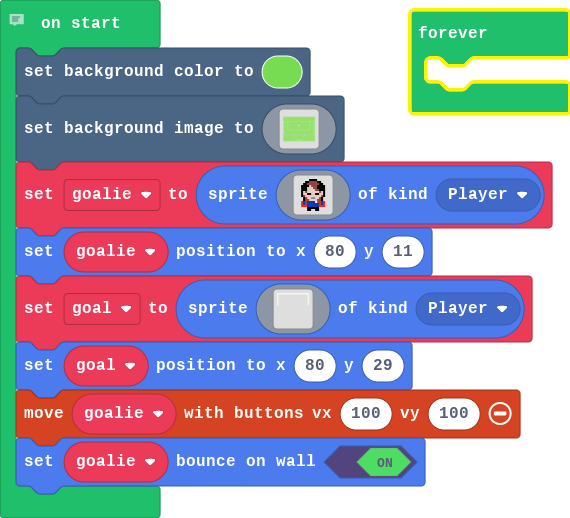 on start
forever
set background color to
set background image to
set goalie to sprite of kind Player
set goalie position to x 80 y 11
set goal to sprite of kind Player
set goal position to x 80 y 29
move goalie with buttons vx 100 vy 100
set goalie bounce on wall ON